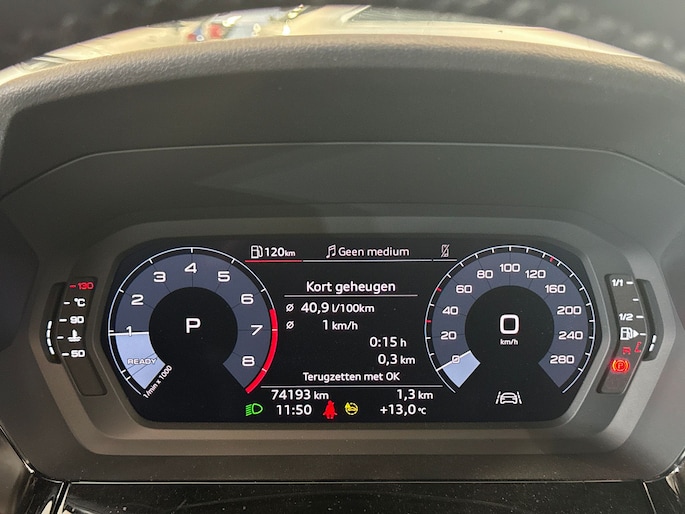 120km
Geen medium
Kort geheugen
Ø 40,9 l/100km
Ø 1 km/h
0:15 h
0,3 km
Terugzetten met OK
74193 km
1,3 km
11:50
+13,0 °C
130
°C
90
50
1
2
3
4
5
6
7
8
P
READY
1/min x 1000
0
20
40
60
80
100
120
160
200
240
280
0
km/h
1/1
1/2
P